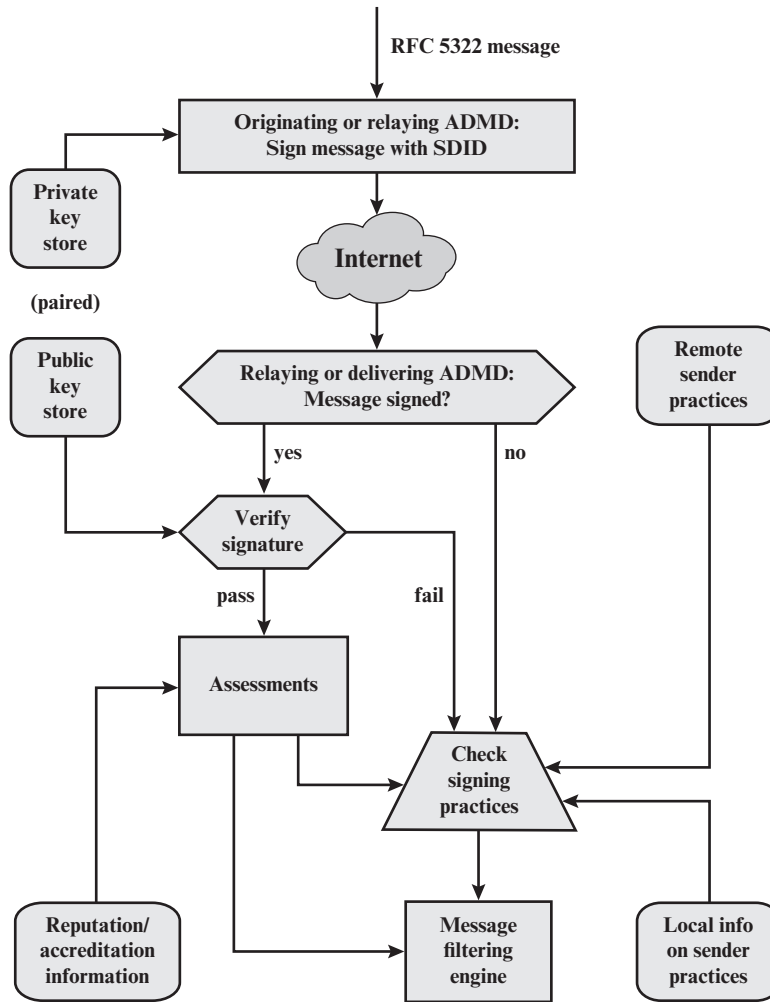 RFC 5322 message
Originating or relaying ADMD:
Sign message with SDID
Private
key
store
Internet
(paired)
Public
key
store
Relaying or delivering ADMD:
Message signed?
Remote
sender
practices
yes
no
Verify
signature
pass
fail
Assessments
Check
signing
practices
Reputation/
accreditation
information
Message
filtering
engine
Local info
on sender
practices